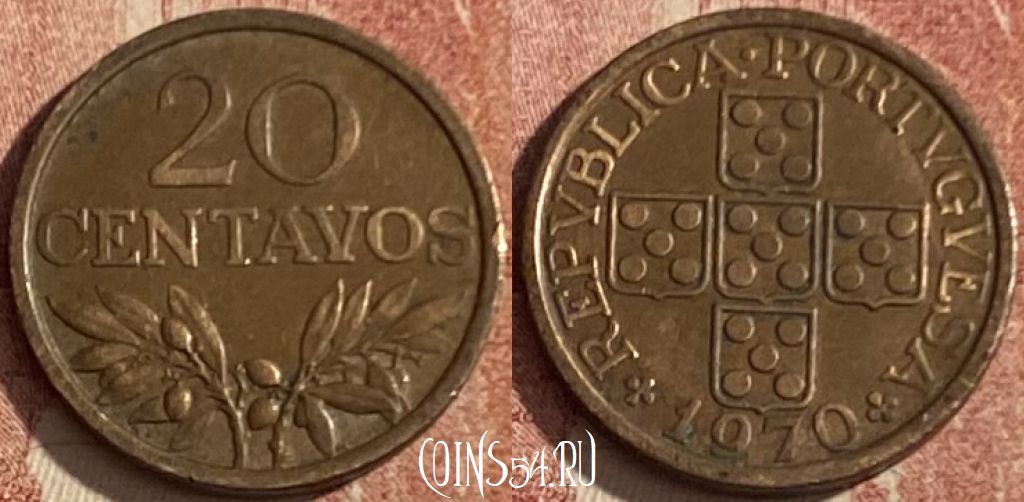 20
CENTAVOS
REPVBLICA · PORTVGVESA
1970
COINS54.RU